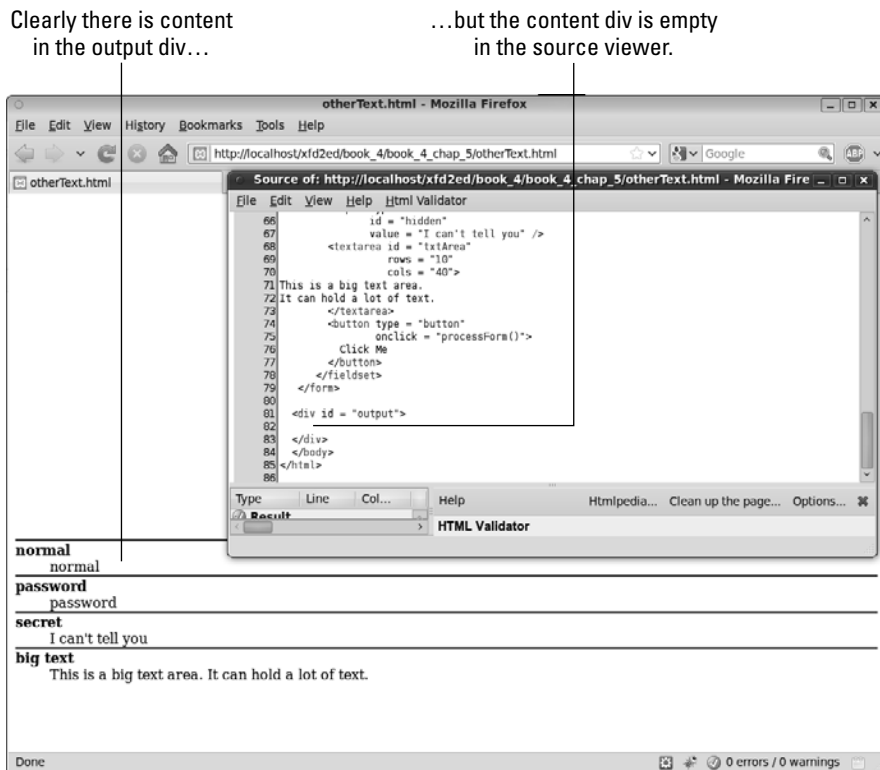 Clearly there is content
in the output div…
…but the content div is empty
in the source viewer.
otherText.html - Mozilla Firefox
File Edit View History Bookmarks Tools Help
http://localhost/xfd2ed/book_4/book_4_chap_5/otherText.html
Google
ABP
otherText.html
Source of: http://localhost/xfd2ed/book_4/book_4_chap_5/otherText.html - Mozilla Fire
File Edit View Help Html Validator
66 id = "hidden"
67 value = "I can't tell you" />
68 <textarea id = "txtArea"
69 rows = "10"
70 cols = "40">
71 This is a big text area.
72 It can hold a lot of text.
73 </textarea>
74 <button type = "button"
75 onclick = "processForm()">
76 Click Me
77 </button>
78 </fieldset>
79 </form>
80
81 <div id = "output">
82
83 </div>
84 </body>
85 </html>
86
Type Line Col... Help Htmlpedia... Clean up the page... Options...
Result
HTML Validator
normal
normal
password
password
secret
I can't tell you
big text
This is a big text area. It can hold a lot of text.
Done
0 errors / 0 warnings